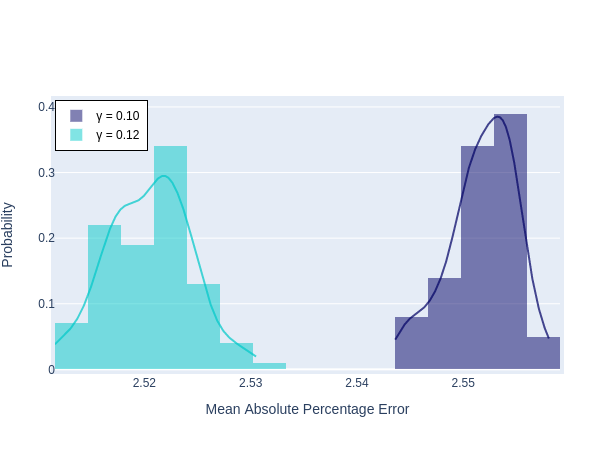 γ = 0.10
γ = 0.12
0.4
0.3
0.2
0.1
0
Probability
2.52 2.53 2.54 2.55
Mean Absolute Percentage Error